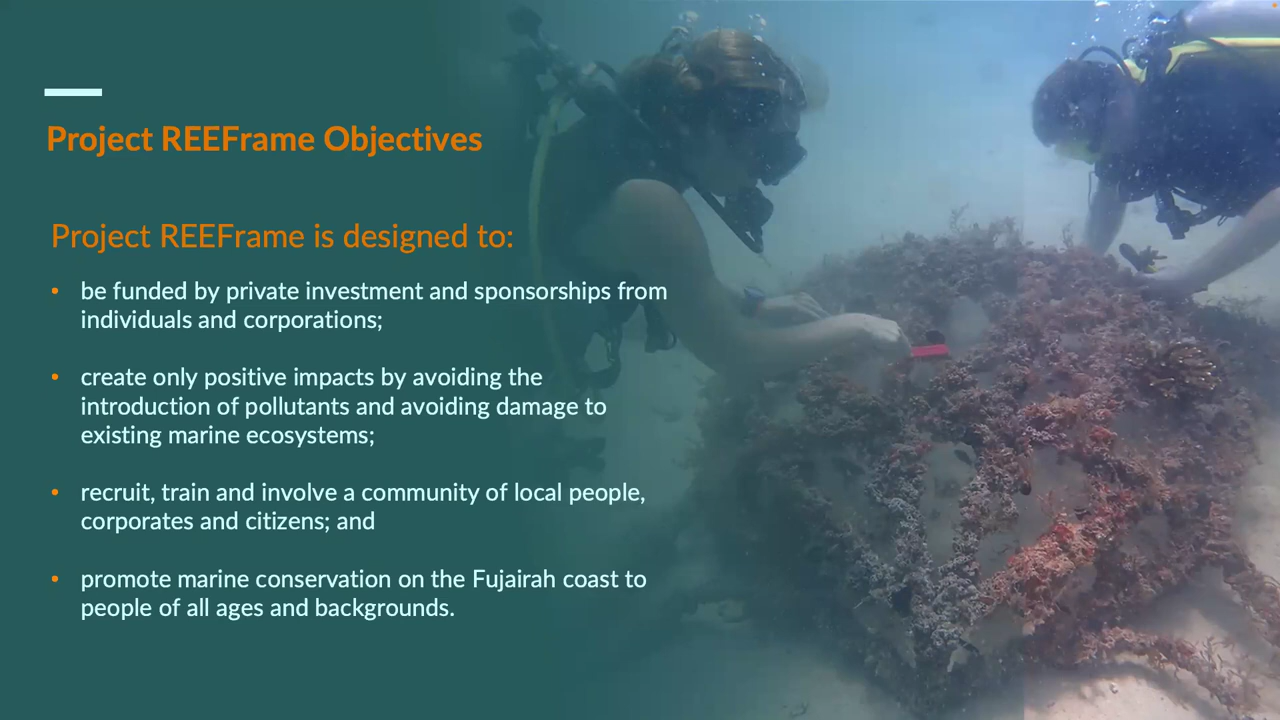 Project REEFrame Objectives
Project REEFrame is designed to:
• be funded by private investment and sponsorships from
individuals and corporations;
• create only positive impacts by avoiding the
introduction of pollutants and avoiding damage to
existing marine ecosystems;
• recruit, train and involve a community of local people,
corporates and citizens; and
• promote marine conservation on the Fujairah coast to
people of all ages and backgrounds.